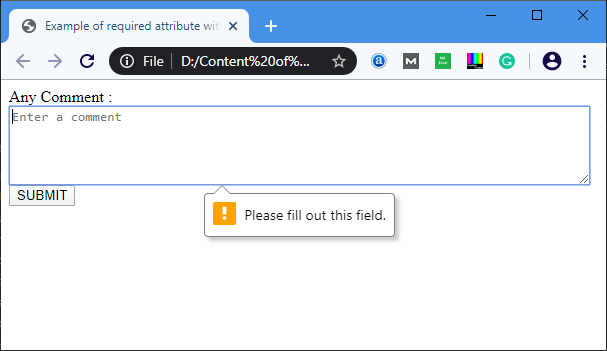 Example of required attribute wit
File
D:/Content%20of%...
Any Comment :
Enter a comment
SUBMIT
Please fill out this field.